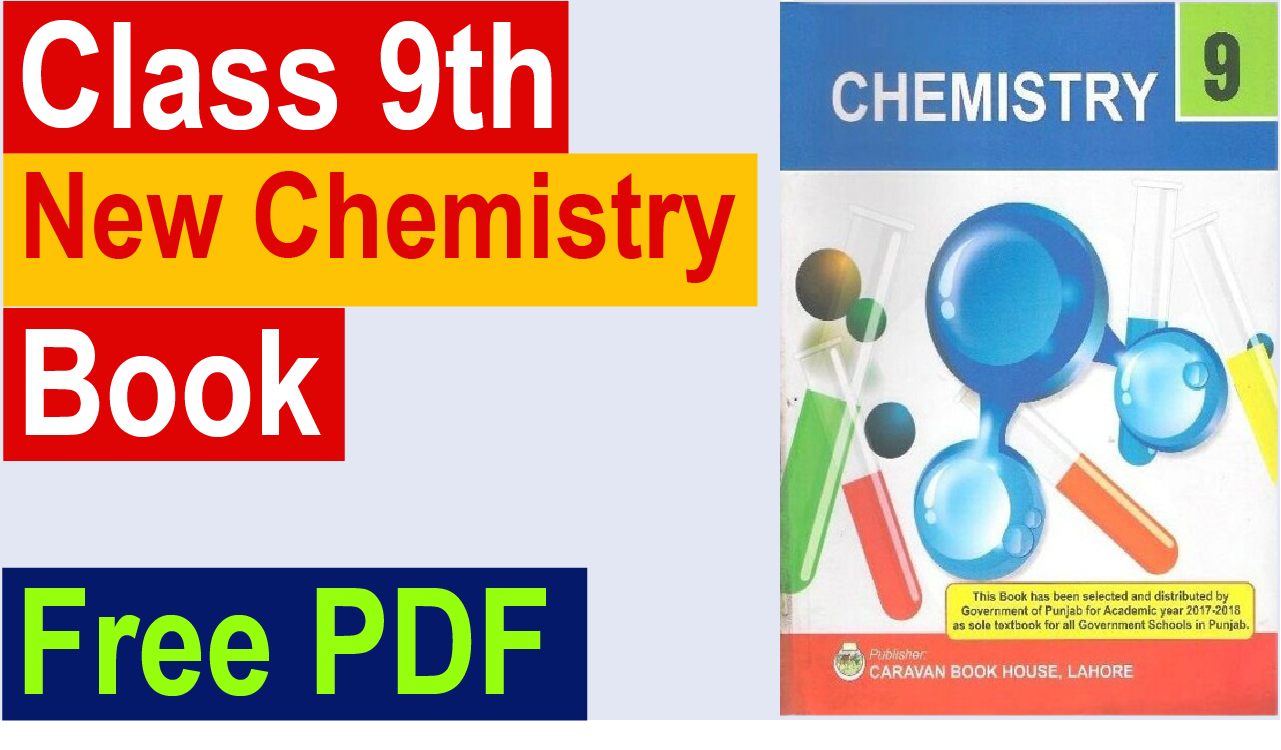 Class 9th
New Chemistry
Book
Free PDF
CHEMISTRY 9
This Book has been selected and distributed by
Government of Punjab for Academic year 2017-2018
as sole textbook for all Government Schools in Punjab.
Publisher:
CARAVAN BOOK HOUSE, LAHORE